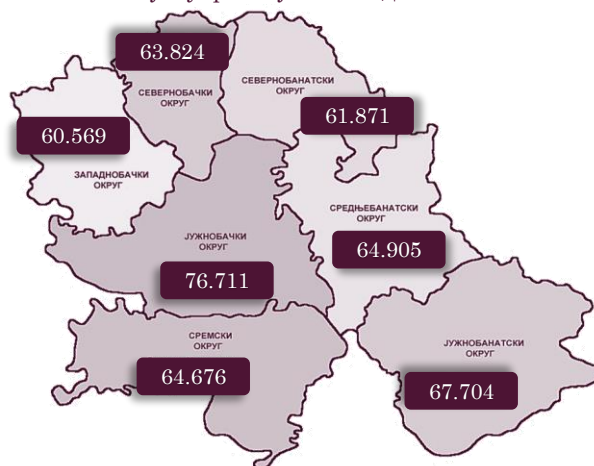 63.824
СЕВЕРНОБАЧКИ
ОКРУГ
СЕВЕРНОБАНАТСКИ
ОКРУГ
61.871
60.569
ЗАПАДНОБАЧКИ
ОКРУГ
СРЕДЊЕБАНАТСКИ
ОКРУГ
64.905
ЈУЖНОБАЧКИ
ОКРУГ
76.711
СРЕМСКИ
ОКРУГ
64.676
ЈУЖНОБАНАТСКИ
ОКРУГ
67.704